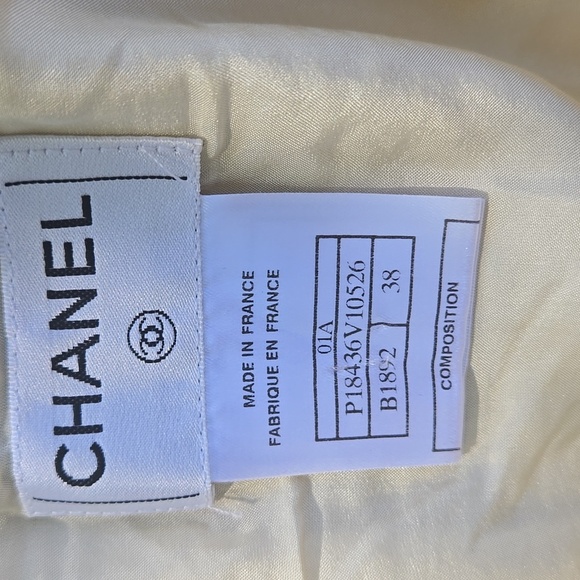 CHANEL
MADE IN FRANCE
FABRIQUE EN FRANCE
01A
P18436V10526
B1892 38
COMPOSITION